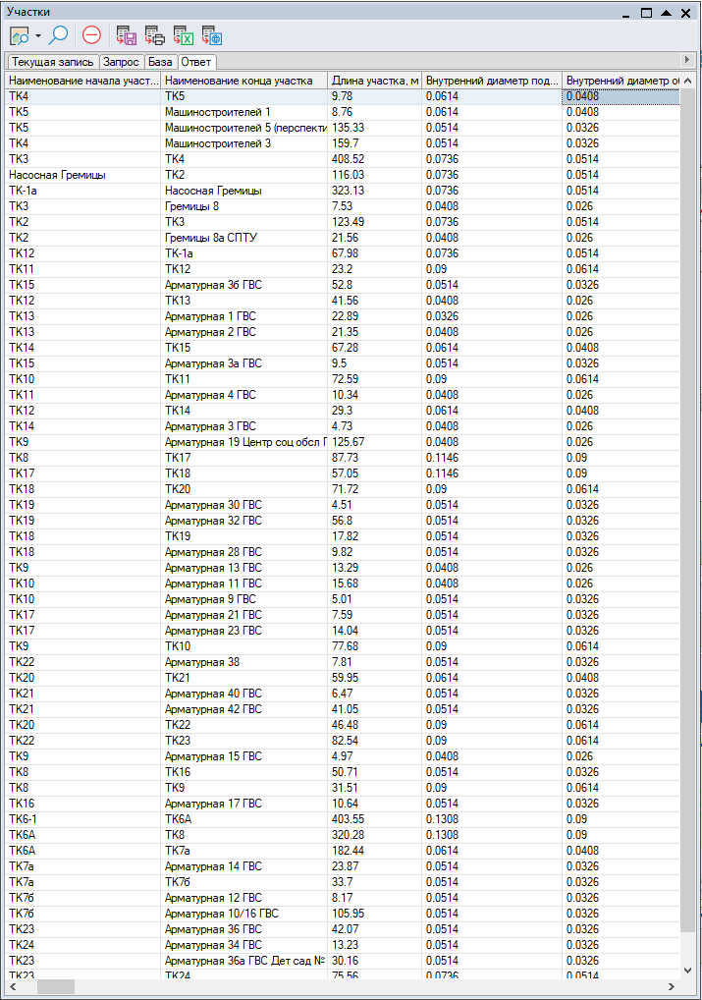 Участки
Текущая запись Запрос База Ответ
Наименование начала участ... Наименование конца участка Длина участка, м Внутренний диаметр под... Внутренний диаметр об
ТК4 ТК5 9.78 0.0614 0.0408
ТК5 Машиностроителей 1 8.76 0.0614 0.0408
ТК5 Машиностроителей 5 (перспекти 135.33 0.0514 0.0326
ТК4 Машиностроителей 3 159.7 0.0514 0.0326
ТК3 ТК4 408.52 0.0736 0.0514
Насосная Гремицы ТК2 116.03 0.0736 0.0514
ТК-1а Насосная Гремицы 323.13 0.0736 0.0514
ТК3 Гремицы 8 7.53 0.0408 0.026
ТК2 ТК3 123.49 0.0736 0.0514
ТК2 Гремицы 8а СПТУ 21.56 0.0408 0.026
ТК12 ТК-1а 67.98 0.0736 0.0514
ТК11 ТК12 23.2 0.09 0.0614
ТК15 Арматурная 3б ГВС 52.8 0.0514 0.0326
ТК12 ТК13 41.56 0.0408 0.026
ТК13 Арматурная 1 ГВС 22.89 0.0326 0.026
ТК13 Арматурная 2 ГВС 21.35 0.0408 0.026
ТК14 ТК15 67.28 0.0614 0.0408
ТК15 Арматурная 3а ГВС 9.5 0.0514 0.0326
ТК10 ТК11 72.59 0.09 0.0614
ТК11 Арматурная 4 ГВС 10.34 0.0408 0.026
ТК12 ТК14 29.3 0.0614 0.0408
ТК14 Арматурная 3 ГВС 4.73 0.0408 0.026
ТК9 Арматурная 19 Центр соц обсл Г 125.67 0.0408 0.026
ТК8 ТК17 87.73 0.1146 0.09
ТК17 ТК18 57.05 0.1146 0.09
ТК18 ТК20 71.72 0.09 0.0614
ТК19 Арматурная 30 ГВС 4.51 0.0514 0.0326
ТК19 Арматурная 32 ГВС 56.8 0.0514 0.0326
ТК18 ТК19 17.82 0.0514 0.0326
ТК18 Арматурная 28 ГВС 9.82 0.0514 0.0326
ТК9 Арматурная 13 ГВС 13.29 0.0408 0.026
ТК10 Арматурная 11 ГВС 15.68 0.0408 0.026
ТК10 Арматурная 9 ГВС 5.01 0.0514 0.0326
ТК17 Арматурная 21 ГВС 7.59 0.0514 0.0326
ТК17 Арматурная 23 ГВС 14.04 0.0514 0.0326
ТК9 ТК10 77.68 0.09 0.0614
ТК22 Арматурная 38 7.81 0.0514 0.0326
ТК20 ТК21 59.95 0.0614 0.0408
ТК21 Арматурная 40 ГВС 6.47 0.0514 0.0326
ТК21 Арматурная 42 ГВС 41.05 0.0514 0.0326
ТК20 ТК22 46.48 0.09 0.0614
ТК22 ТК23 82.54 0.09 0.0614
ТК9 Арматурная 15 ГВС 4.97 0.0408 0.026
ТК8 ТК16 50.71 0.0514 0.0326
ТК8 ТК9 31.51 0.09 0.0614
ТК16 Арматурная 17 ГВС 10.64 0.0514 0.0326
ТК6-1 ТК6А 403.55 0.1308 0.09
ТК6А ТК8 320.28 0.1308 0.09
ТК6А ТК7а 182.44 0.0614 0.0408
ТК7а Арматурная 14 ГВС 23.87 0.0514 0.0326
ТК7а ТК7б 33.7 0.0514 0.0326
ТК7б Арматурная 12 ГВС 8.17 0.0514 0.0326
ТК7б Арматурная 10/16 ГВС 105.95 0.0514 0.0326
ТК23 Арматурная 36 ГВС 42.07 0.0514 0.0326
ТК24 Арматурная 34 ГВС 13.23 0.0514 0.0326
ТК23 Арматурная 36а ГВС Дет сад № 30.16 0.0514 0.0326
ТК23 ТК24 75.56 0.0736 0.0514